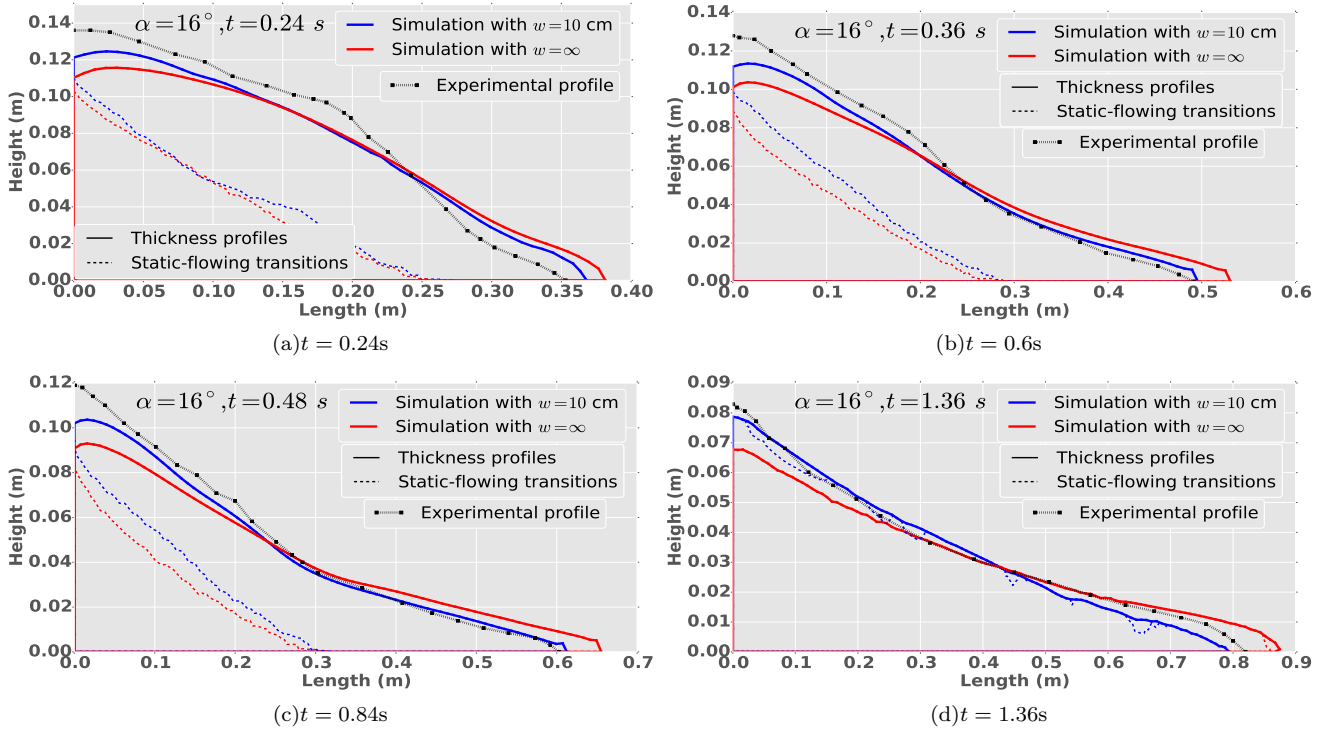 α=16°,t=0.24 s
Simulation with w=10 cm
Simulation with w=∞
Experimental profile
Thickness profiles
Static-flowing transitions
Height (m)
0.14
0.12
0.10
0.08
0.06
0.04
0.02
0.00
0.00 0.05 0.10 0.15 0.20 0.25 0.30 0.35 0.40
Length (m)
(a)t = 0.24s
α=16°,t=0.36 s
Simulation with w=10 cm
Simulation with w=∞
Thickness profiles
Static-flowing transitions
Experimental profile
Height (m)
0.14
0.12
0.10
0.08
0.06
0.04
0.02
0.00
0.0 0.1 0.2 0.3 0.4 0.5 0.6
Length (m)
(b)t = 0.6s
α=16°,t=0.48 s
Simulation with w=10 cm
Simulation with w=∞
Thickness profiles
Static-flowing transitions
Experimental profile
Height (m)
0.12
0.10
0.08
0.06
0.04
0.02
0.00
0.0 0.1 0.2 0.3 0.4 0.5 0.6 0.7
Length (m)
(c)t = 0.84s
α=16°,t=1.36 s
Simulation with w=10 cm
Simulation with w=∞
Thickness profiles
Static-flowing transitions
Experimental profile
Height (m)
0.09
0.08
0.07
0.06
0.05
0.04
0.03
0.02
0.01
0.00
0.0 0.1 0.2 0.3 0.4 0.5 0.6 0.7 0.8 0.9
Length (m)
(d)t = 1.36s